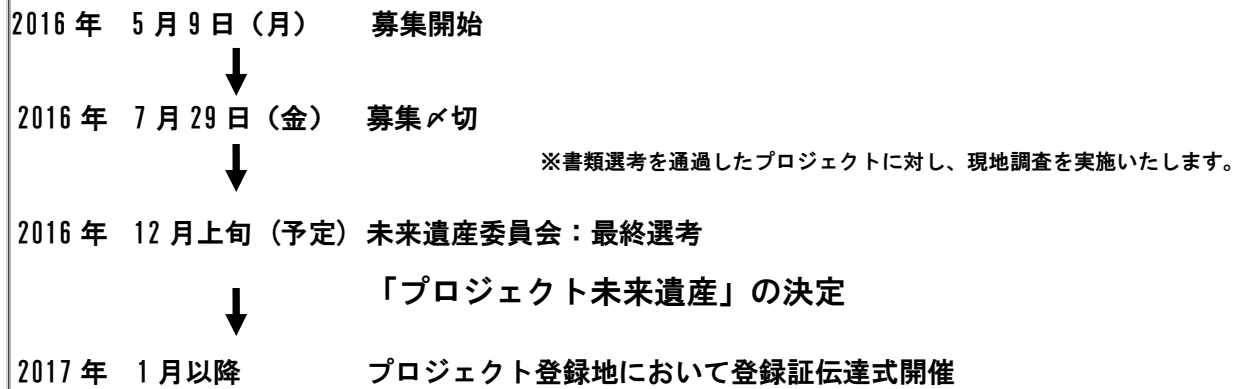 2016年 5月9日（月） 募集開始
2016年 7月29日（金） 募集〆切
※書類選考を通過したプロジェクトに対し、現地調査を実施いたします。
2016年 12月上旬（予定）未来遺産委員会：最終選考
「プロジェクト未来遺産」の決定
2017年 1月以降 プロジェクト登録地において登録証伝達式開催